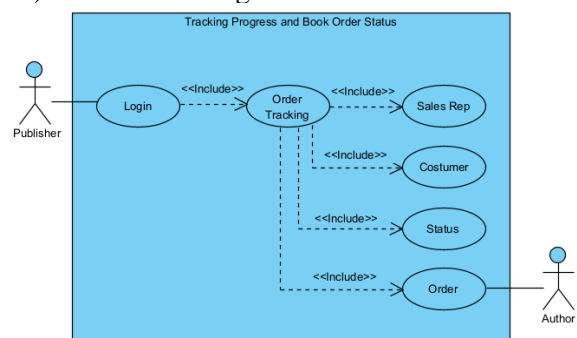 Tracking Progress and Book Order Status
Publisher
Login
<<Include>>
Order
Tracking
<<Include>>
Sales Rep
<<Include>>
Costumer
<<Include>>
Status
<<Include>>
Order
Author